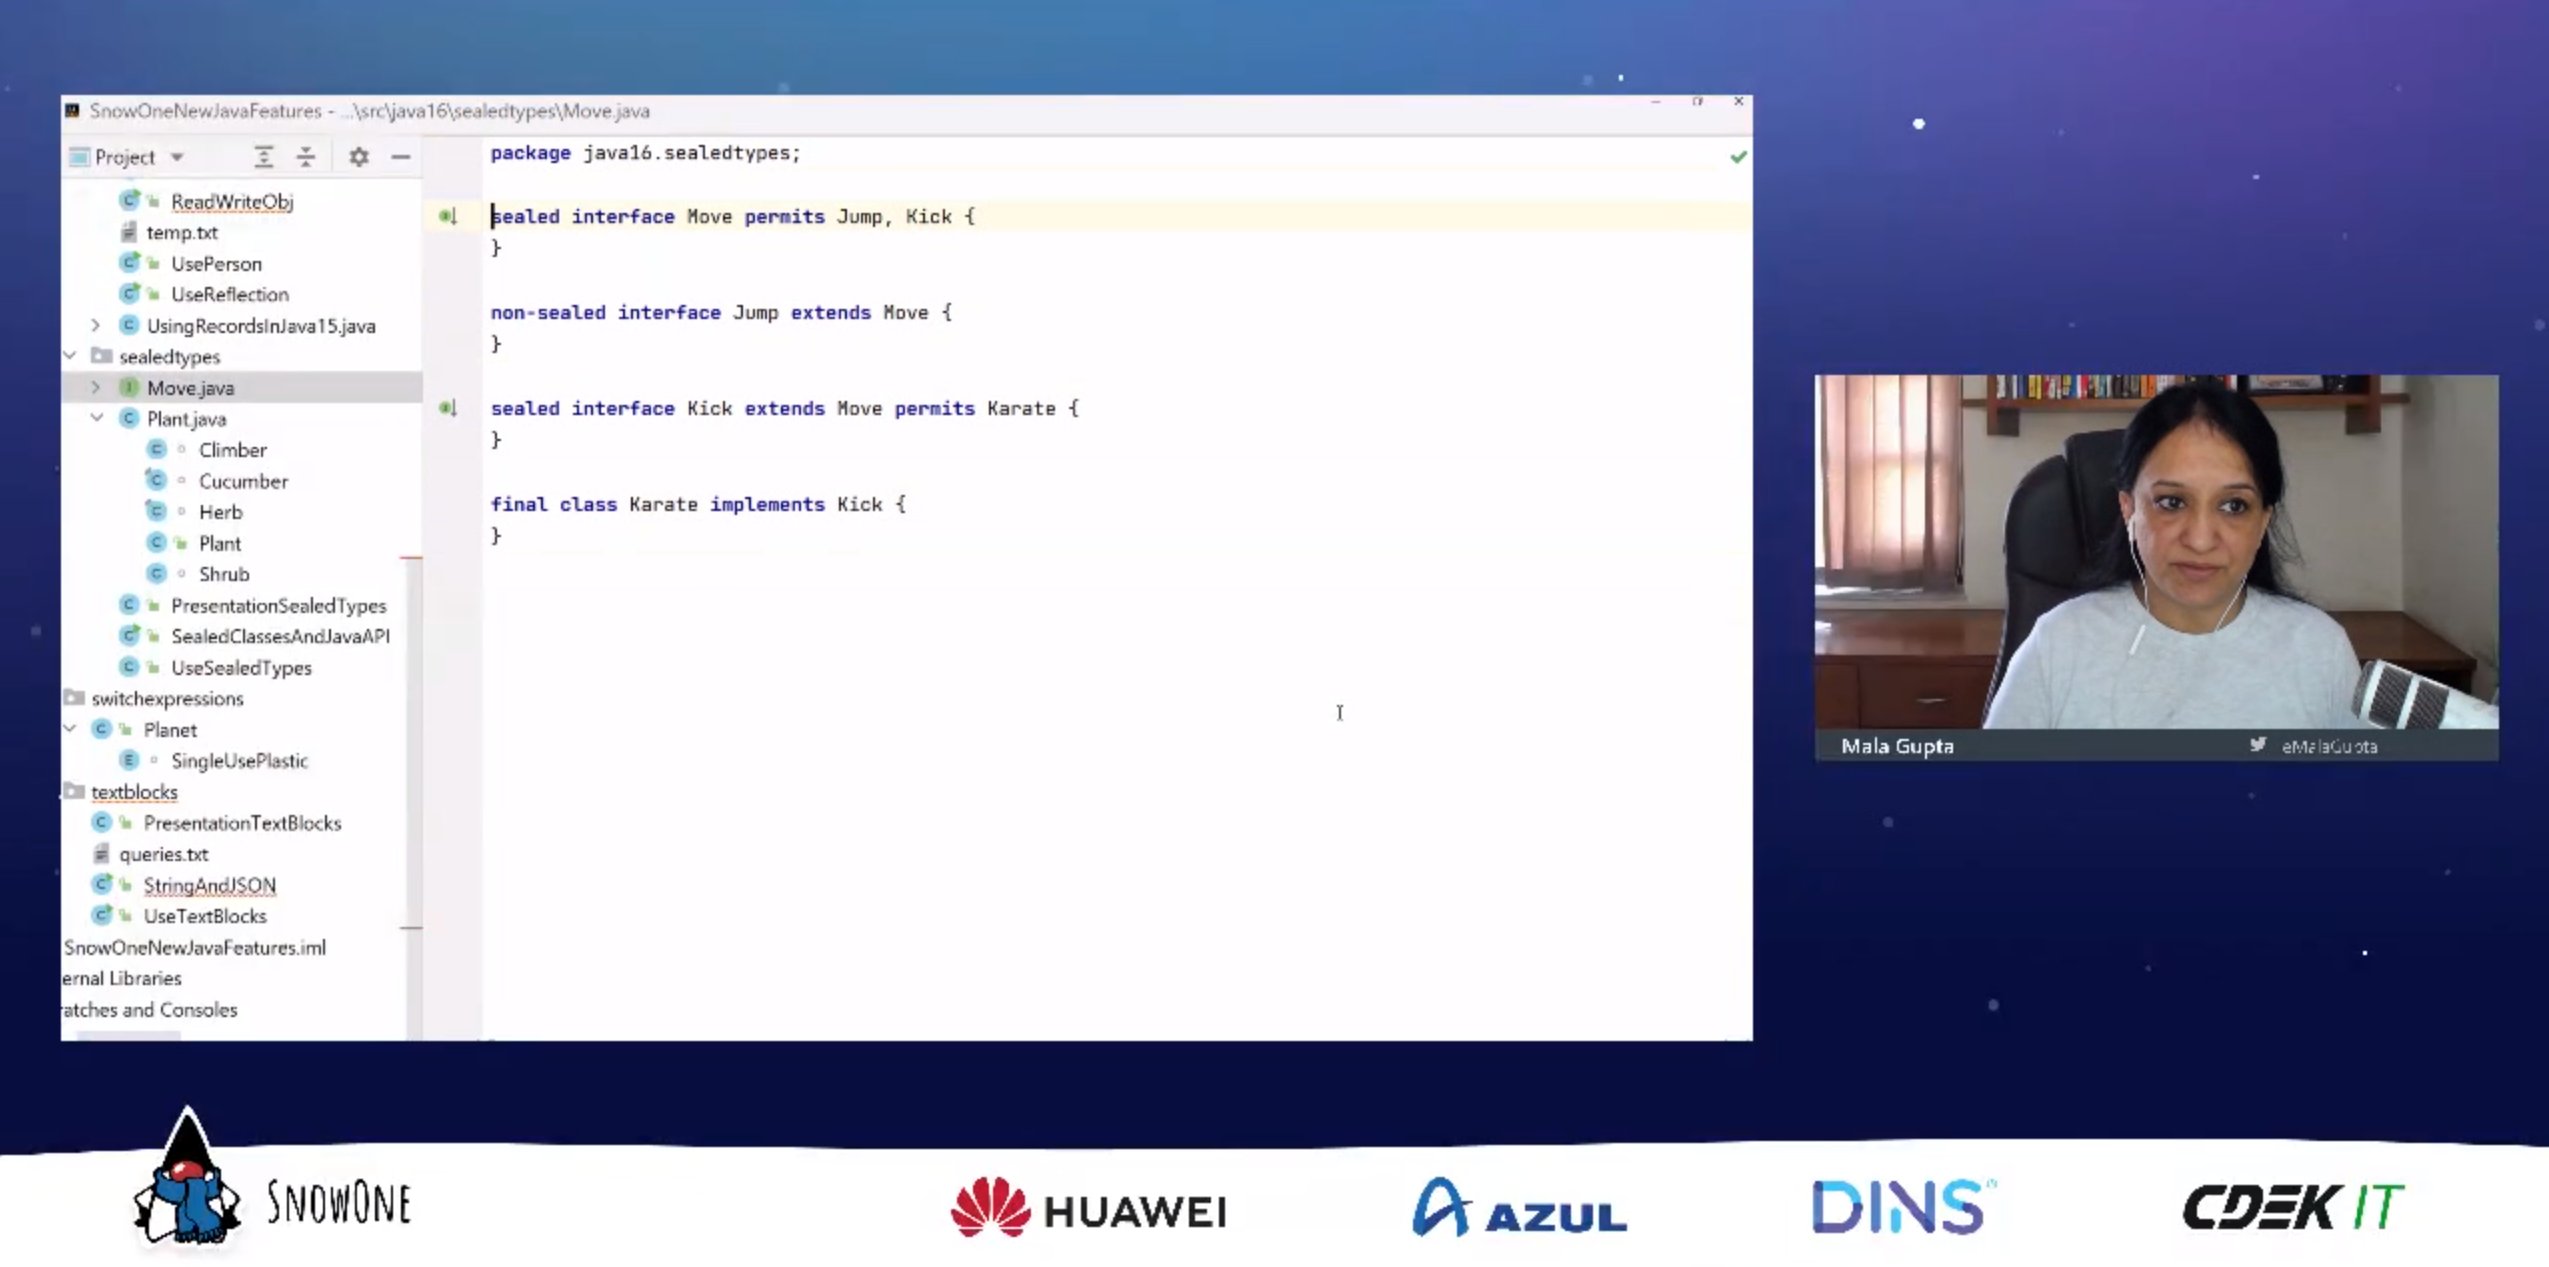 SnowOneNewJavaFeatures - ...\src\java16\sealedtypes\Move.java
Project
ReadWriteObj
temp.txt
UsePerson
UseReflection
UsingRecordsInJava15.java
sealedtypes
Move.java
Plant.java
Climber
Cucumber
Herb
Plant
Shrub
PresentationSealedTypes
SealedClassesAndJavaAPI
UseSealedTypes
switchexpressions
Planet
SingleUsePlastic
textblocks
PresentationTextBlocks
queries.txt
StringAndJSON
UseTextBlocks
SnowOneNewJavaFeatures.iml
ernal Libraries
atches and Consoles
package java16.sealedtypes;
sealed interface Move permits Jump, Kick {
}
non-sealed interface Jump extends Move {
}
sealed interface Kick extends Move permits Karate {
}
final class Karate implements Kick {
}
Mala Gupta
eMalaGupta
SNOWONE
HUAWEI
AZUL
DINS
CDEK IT